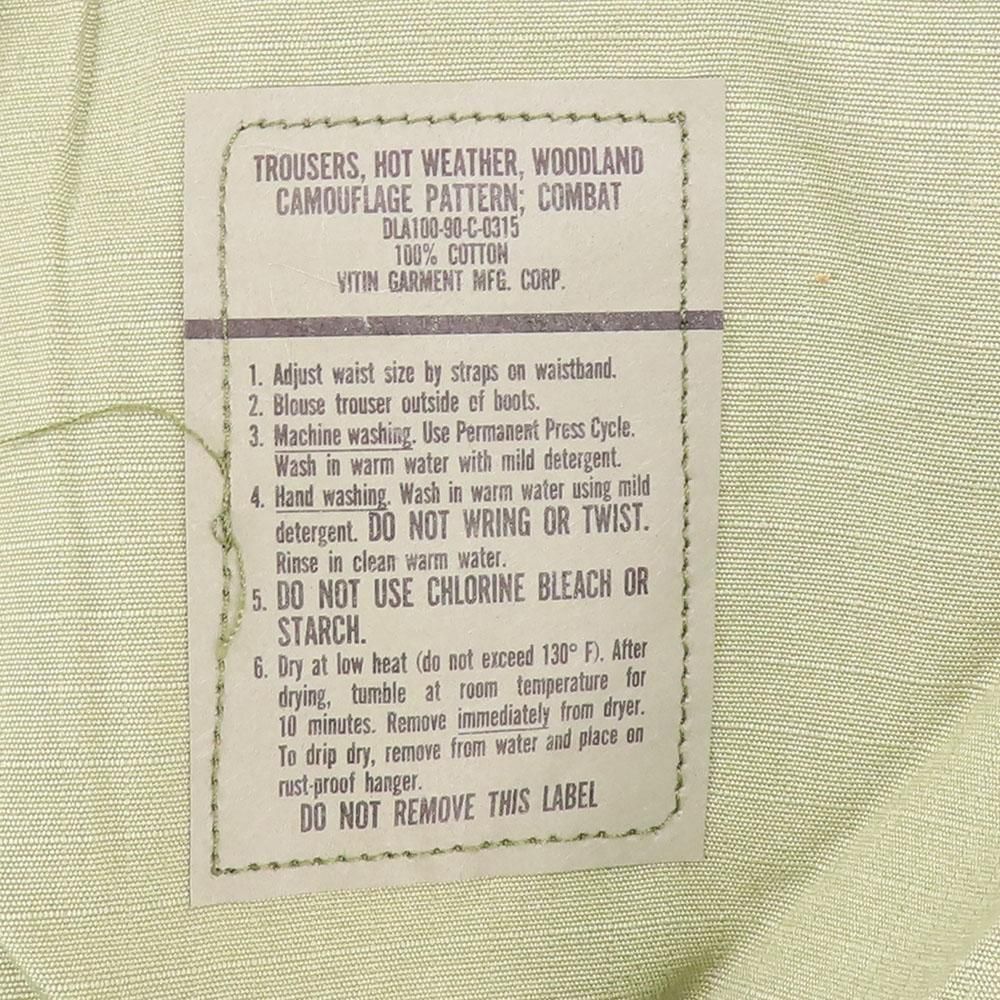 TROUSERS, HOT WEATHER, WOODLAND
CAMOUFLAGE PATTERN; COMBAT
DLA100-90-C-0315
100% COTTON
VITIN GARMENT MFG. CORP.
1. Adjust waist size by straps on waistband.
2. Blouse trouser outside of boots.
3. Machine washing. Use Permanent Press Cycle.
Wash in warm water with mild detergent.
4. Hand washing. Wash in warm water using mild
detergent. DO NOT WRING OR TWIST.
Rinse in clean warm water.
5. DO NOT USE CHLORINE BLEACH OR
STARCH.
6. Dry at low heat (do not exceed 130° F). After
drying, tumble at room temperature for
10 minutes. Remove immediately from dryer.
To drip dry, remove from water and place on
rust-proof hanger.
DO NOT REMOVE THIS LABEL